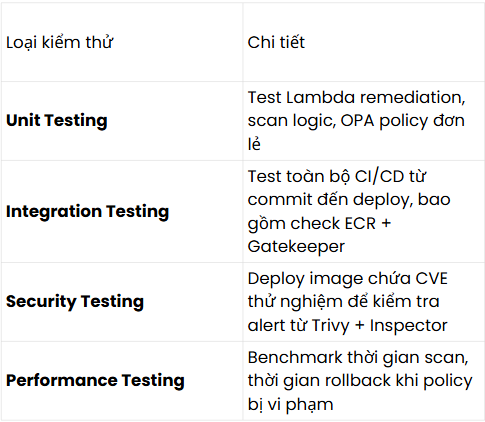 Loại kiểm thử
Chi tiết
Unit Testing
Test Lambda remediation,
scan logic, OPA policy đơn
lẻ
Integration Testing
Test toàn bộ CI/CD từ
commit đến deploy, bao
gồm check ECR +
Gatekeeper
Security Testing
Deploy image chứa CVE
thử nghiệm để kiểm tra
alert từ Trivy + Inspector
Performance Testing
Benchmark thời gian scan,
thời gian rollback khi policy
bị vi phạm